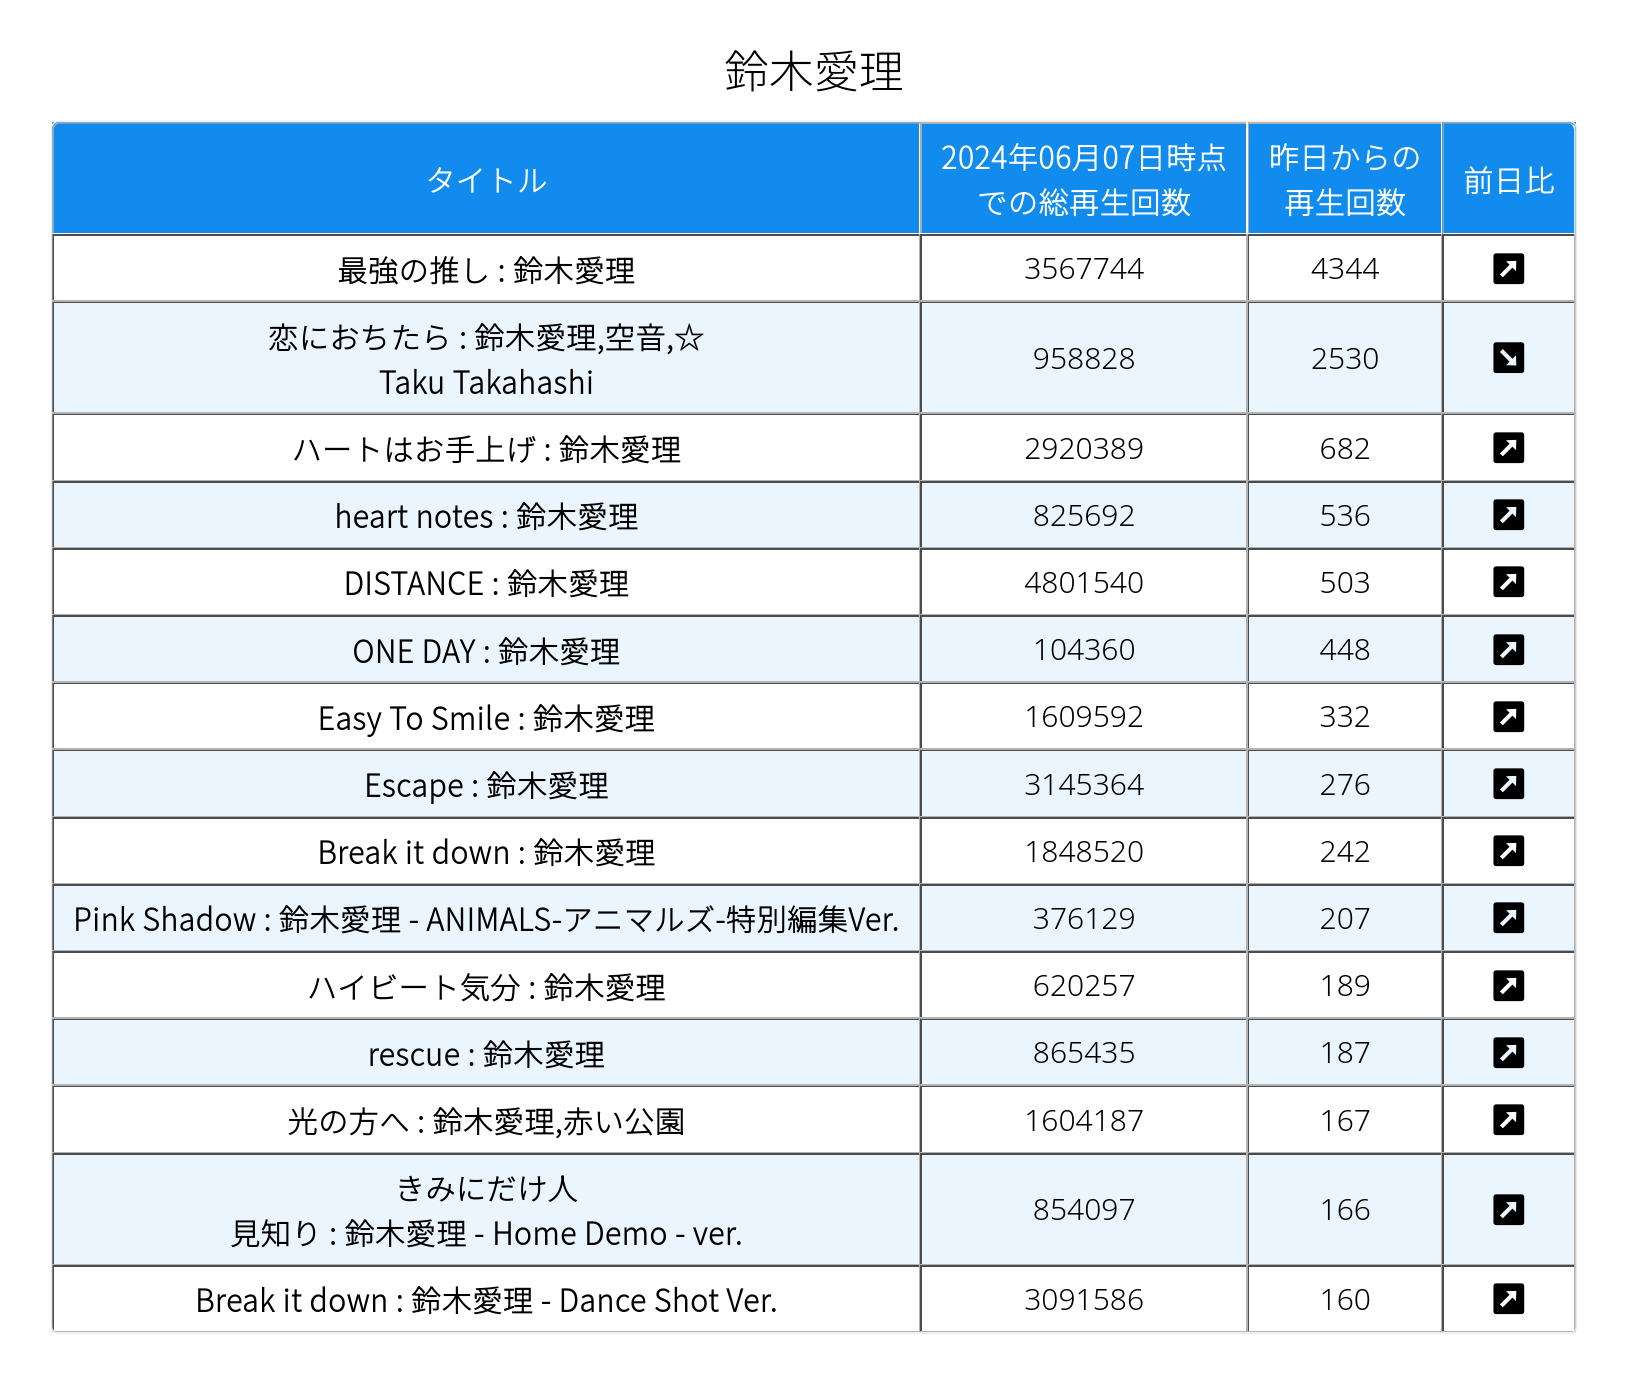 鈴木愛理
タイトル
2024年06月07日時点
での総再生回数
昨日からの
再生回数
前日比
最強の推し : 鈴木愛理
3567744
4344
恋におちたら : 鈴木愛理,空音,☆
Taku Takahashi
958828
2530
ハートはお手上げ : 鈴木愛理
2920389
682
heart notes : 鈴木愛理
825692
536
DISTANCE : 鈴木愛理
4801540
503
ONE DAY : 鈴木愛理
104360
448
Easy To Smile : 鈴木愛理
1609592
332
Escape : 鈴木愛理
3145364
276
Break it down : 鈴木愛理
1848520
242
Pink Shadow : 鈴木愛理 - ANIMALS-アニマルズ-特別編集Ver.
376129
207
ハイビート気分 : 鈴木愛理
620257
189
rescue : 鈴木愛理
865435
187
光の方へ : 鈴木愛理,赤い公園
1604187
167
きみにだけ人
見知り : 鈴木愛理 - Home Demo - ver.
854097
166
Break it down : 鈴木愛理 - Dance Shot Ver.
3091586
160